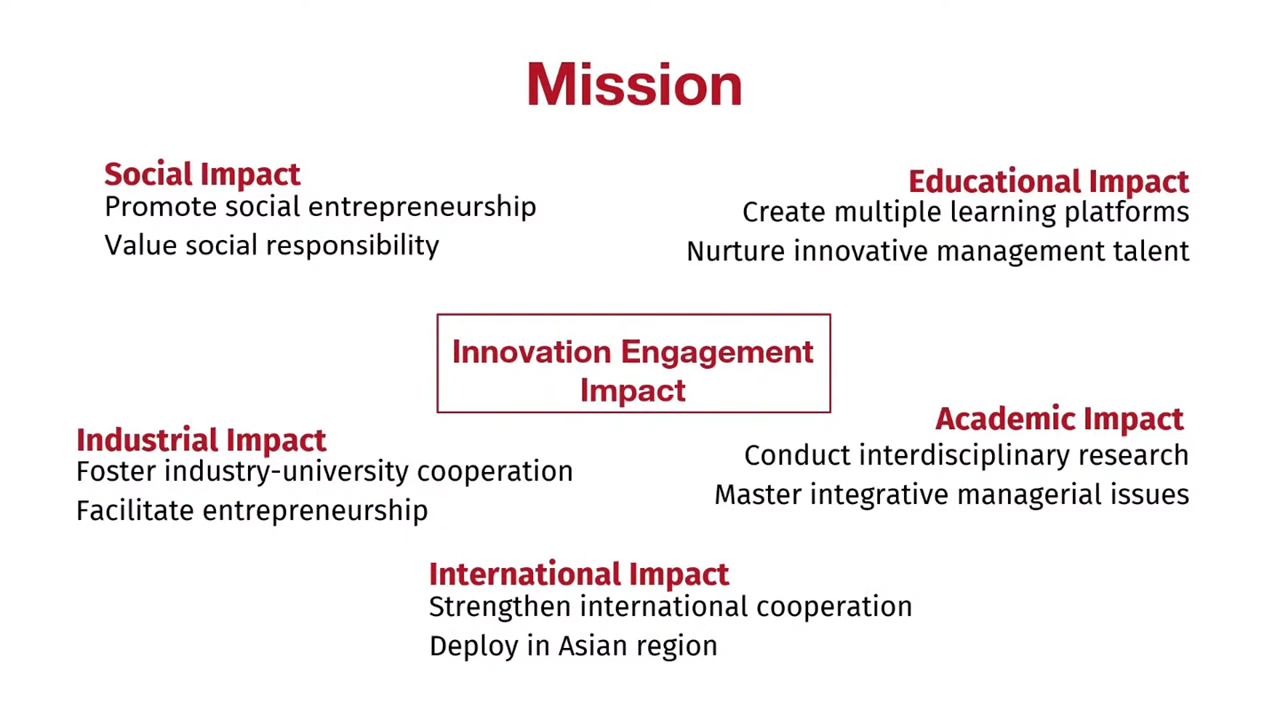 Mission
Social Impact
Promote social entrepreneurship
Value social responsibility
Educational Impact
Create multiple learning platforms
Nurture innovative management talent
Innovation Engagement
Impact
Industrial Impact
Foster industry-university cooperation
Facilitate entrepreneurship
Academic Impact
Conduct interdisciplinary research
Master integrative managerial issues
International Impact
Strengthen international cooperation
Deploy in Asian region